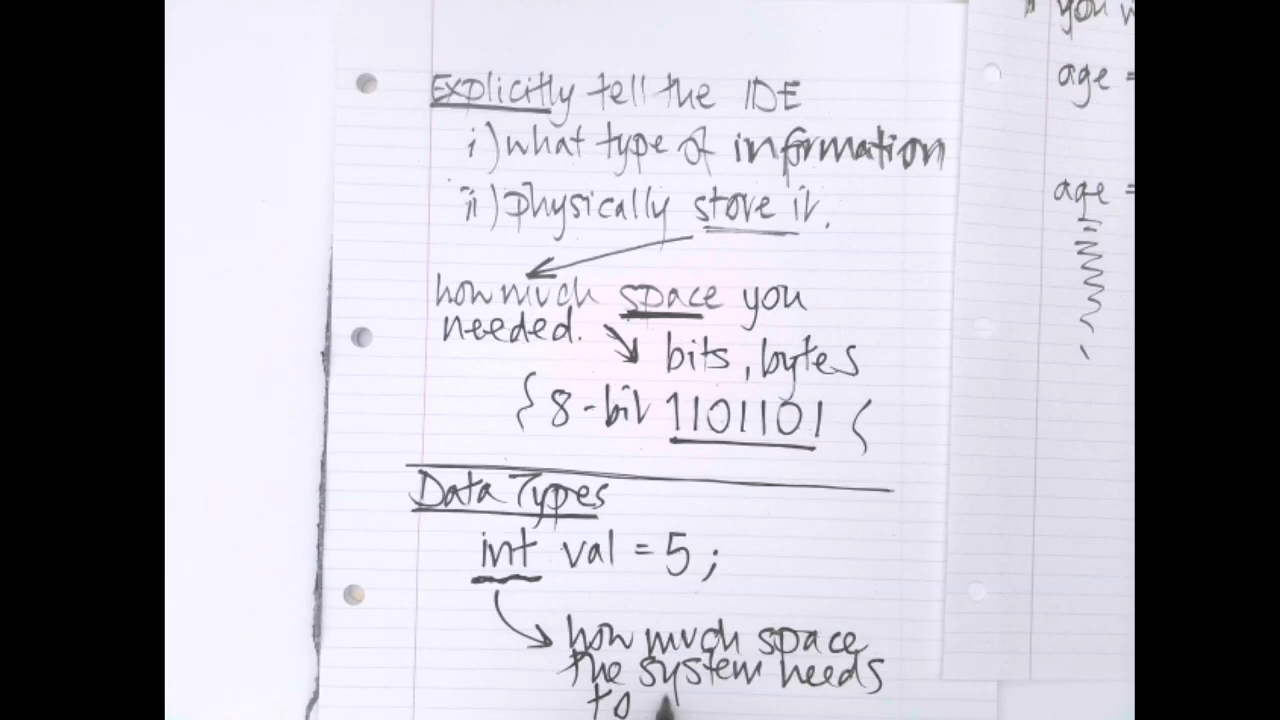 Explicitly tell the IDE
i) what type of information
ii) physically store it.
how much space you
needed.
bits, bytes
{ 8-bit 1101101 {
Data Types
int val = 5;
how much space
the system needs
to
you
age =
age =